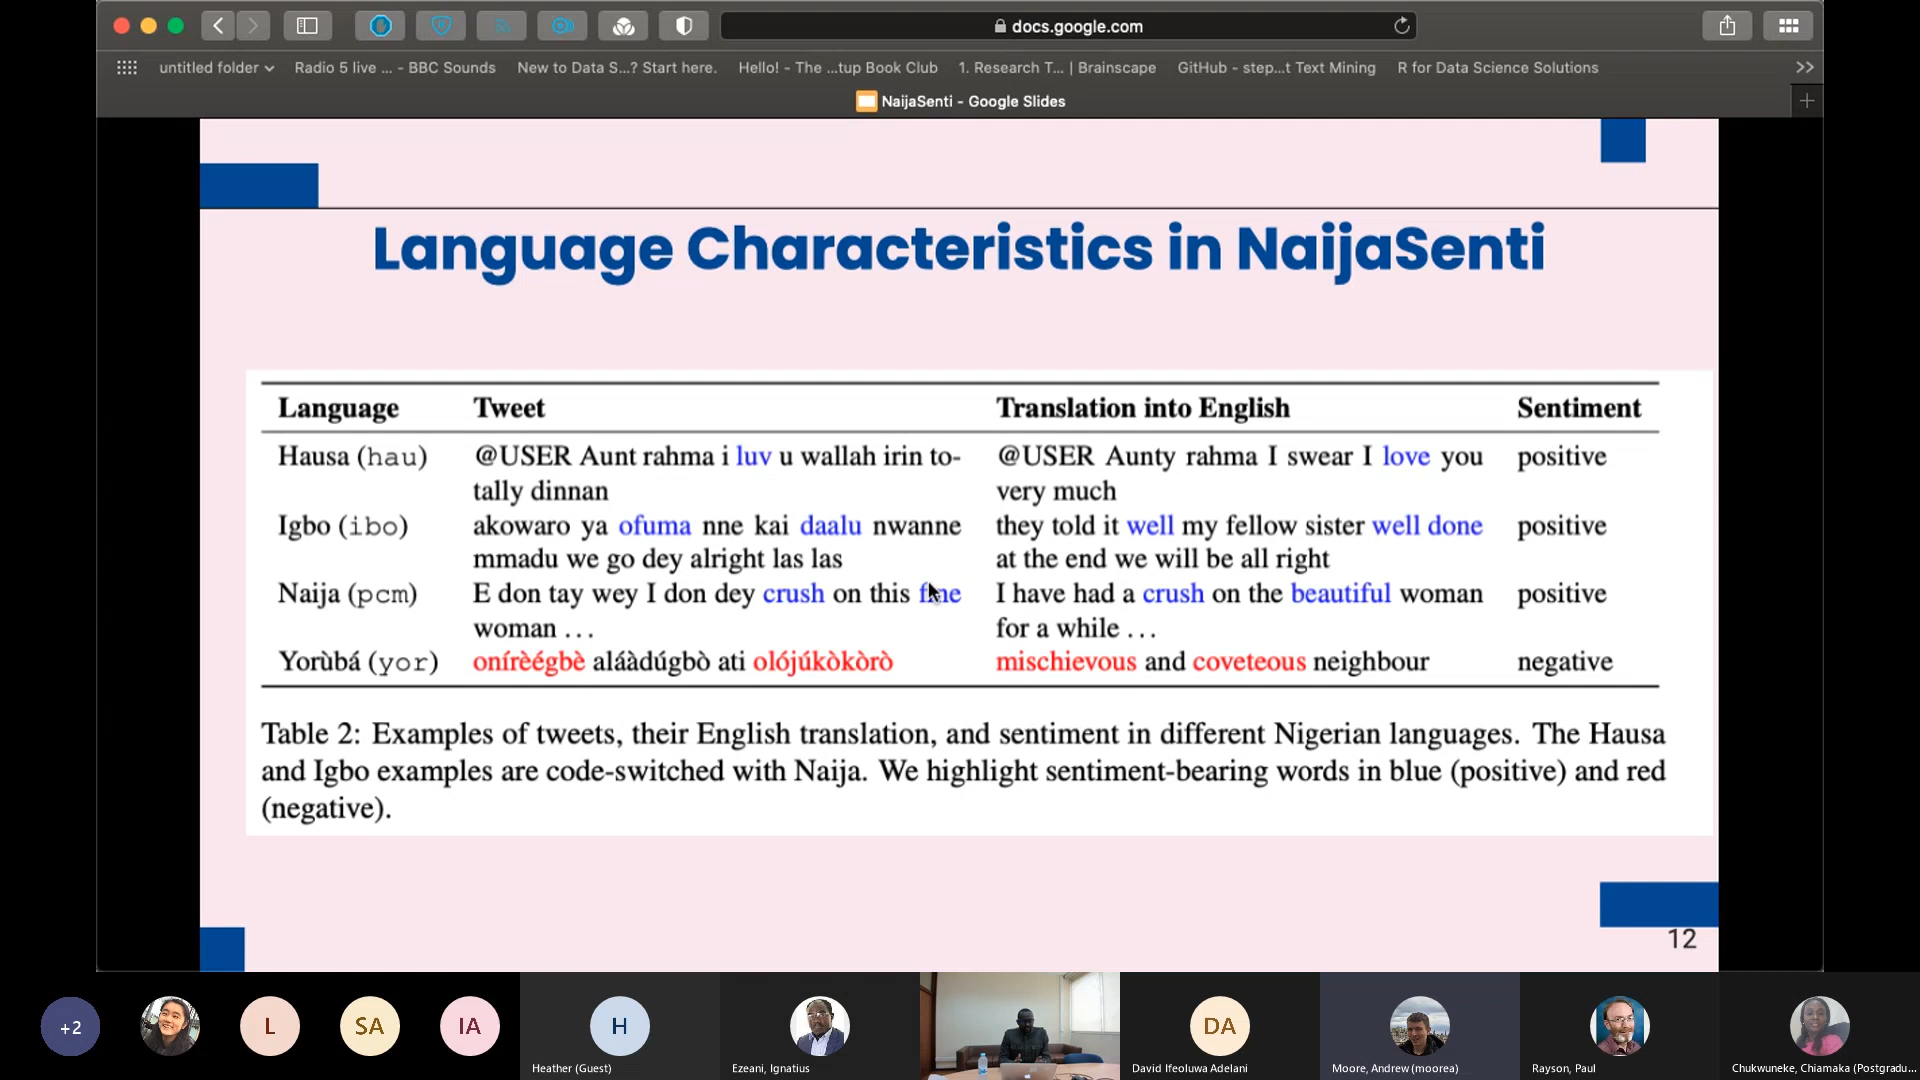 docs.google.com
untitled folder
Radio 5 live ... - BBC Sounds
New to Data S...? Start here.
Hello! - The ...tup Book Club
1. Research T... | Brainscape
GitHub - step...t Text Mining
R for Data Science Solutions
>>
NaijaSenti - Google Slides
Language Characteristics in NaijaSenti
Language Tweet Translation into English Sentiment
Hausa (hau) @USER Aunt rahma i luv u wallah irin to- @USER Aunty rahma I swear I love you positive
tally dinnan very much
Igbo (ibo) akowaro ya ofuma nne kai daalu nwanne they told it well my fellow sister well done positive
mmadu we go dey alright las las at the end we will be all right
Naija (pcm) E don tay wey I don dey crush on this fine I have had a crush on the beautiful woman positive
woman ... for a while ...
Yorùbá (yor) onírèégbè aláàdúgbò ati olójúkòkòrò mischievous and coveteous neighbour negative
Table 2: Examples of tweets, their English translation, and sentiment in different Nigerian languages. The Hausa
and Igbo examples are code-switched with Naija. We highlight sentiment-bearing words in blue (positive) and red
(negative).
12
+2
L
SA
IA
H
DA
Heather (Guest)
Ezeani, Ignatius
David Ifeoluwa Adelani
Moore, Andrew (moorea)
Rayson, Paul
Chukwuneke, Chiamaka (Postgradu...